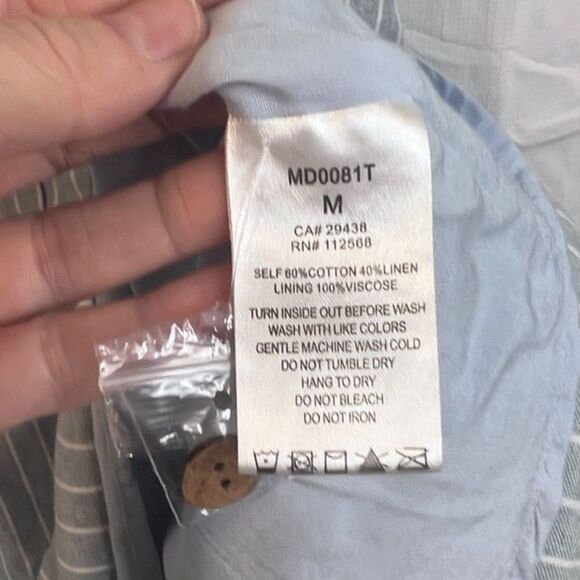 MD0081T
M
CA# 29438
RN# 112568
SELF 60%COTTON 40%LINEN
LINING 100%VISCOSE
TURN INSIDE OUT BEFORE WASH
WASH WITH LIKE COLORS
GENTLE MACHINE WASH COLD
DO NOT TUMBLE DRY
HANG TO DRY
DO NOT BLEACH
DO NOT IRON